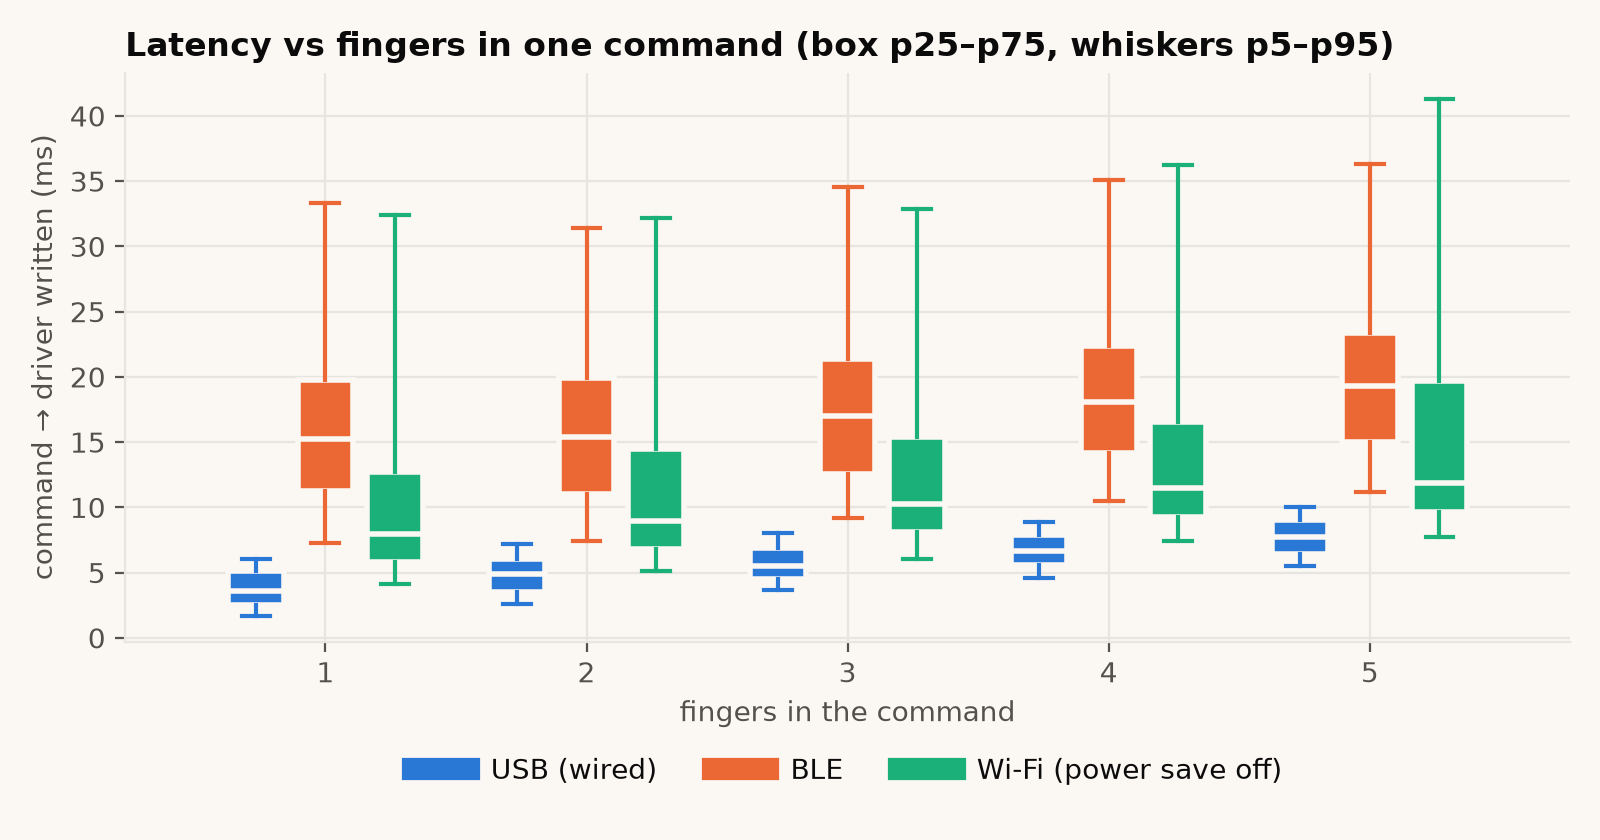 Latency vs fingers in one command (box p25–p75, whiskers p5–p95)
command → driver written (ms)
40
35
30
25
20
15
10
5
0
1 2 3 4 5
fingers in the command
USB (wired) BLE Wi-Fi (power save off)